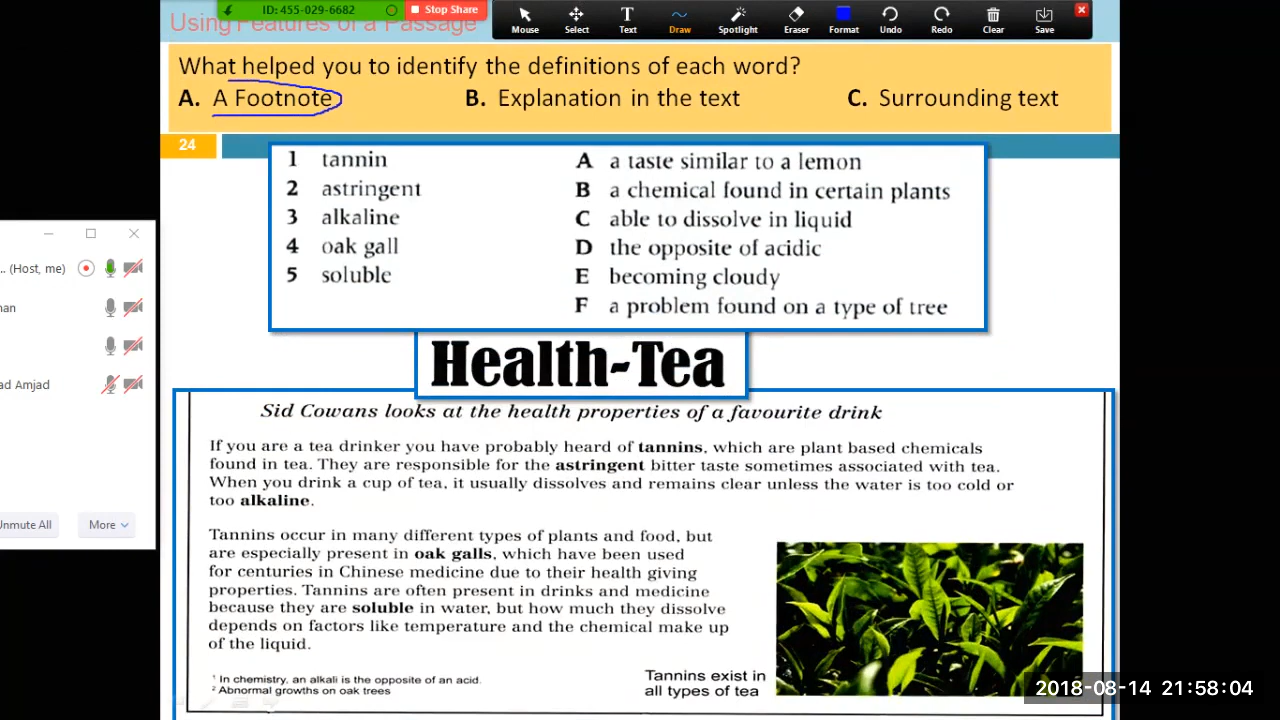 Using Features of a Passage
ID: 455-029-6682
Stop Share
Mouse
Select
Text
Draw
Spotlight
Eraser
Format
Undo
Redo
Clear
Save
What helped you to identify the definitions of each word?
A. A Footnote B. Explanation in the text C. Surrounding text
24
1 tannin
2 astringent
3 alkaline
4 oak gall
5 soluble
A a taste similar to a lemon
B a chemical found in certain plants
C able to dissolve in liquid
D the opposite of acidic
E becoming cloudy
F a problem found on a type of tree
.. (Host, me)
nan
ad Amjad
Unmute All
More
Health-Tea
Sid Cowans looks at the health properties of a favourite drink
If you are a tea drinker you have probably heard of tannins, which are plant based chemicals
found in tea. They are responsible for the astringent bitter taste sometimes associated with tea.
When you drink a cup of tea, it usually dissolves and remains clear unless the water is too cold or
too alkaline.
Tannins occur in many different types of plants and food, but
are especially present in oak galls, which have been used
for centuries in Chinese medicine due to their health giving
properties. Tannins are often present in drinks and medicine
because they are soluble in water, but how much they dissolve
depends on factors like temperature and the chemical make up
of the liquid.
¹ In chemistry, an alkali is the opposite of an acid.
² Abnormal growths on oak trees
Tannins exist in
all types of tea
2018-08-14 21:58:04